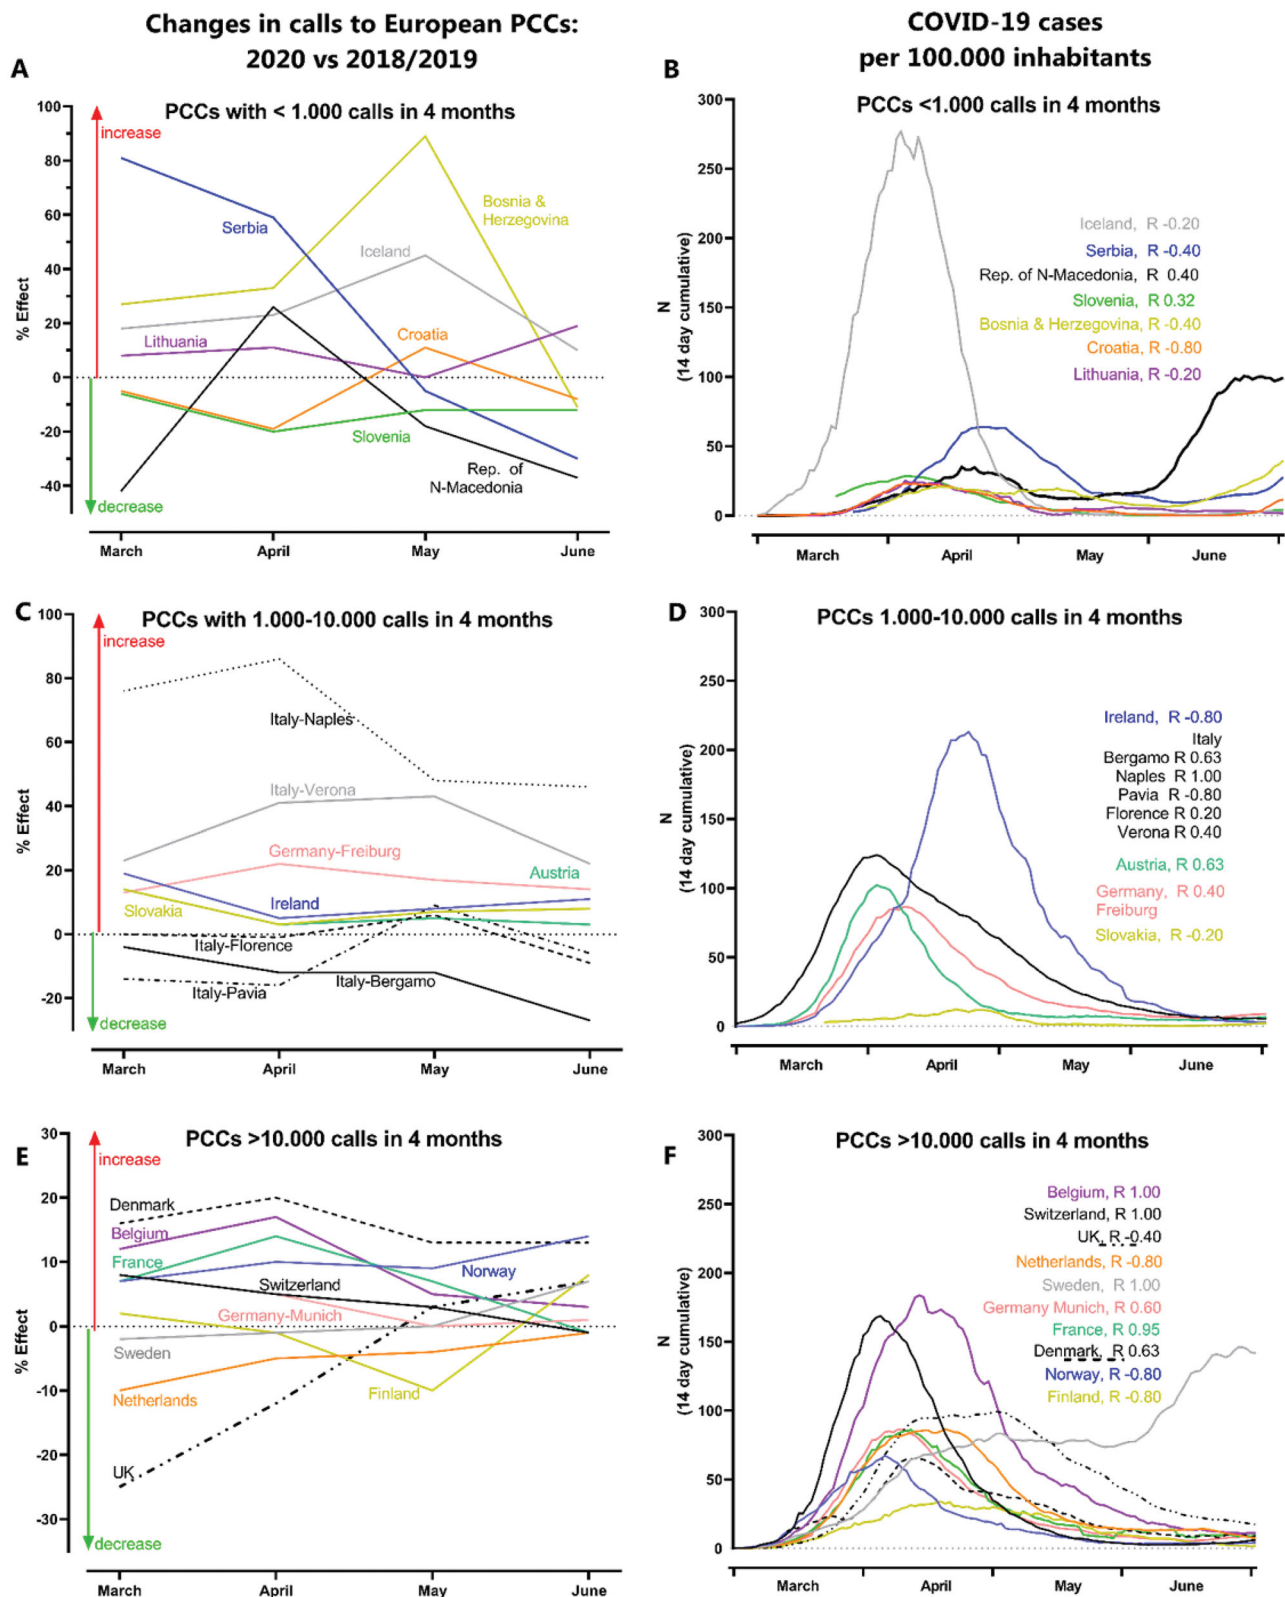 Changes in calls to European PCCs:
2020 vs 2018/2019
COVID-19 cases
per 100.000 inhabitants
A
PCCs with < 1.000 calls in 4 months
100
80
60
40
20
0
-20
-40
% Effect
increase
decrease
Serbia
Bosnia &
Herzegovina
Iceland
Lithuania
Croatia
Slovenia
Rep. of
N-Macedonia
March
April
May
June
B
PCCs <1.000 calls in 4 months
300
250
200
150
100
50
0
N
(14 day cumulative)
Iceland, R -0.20
Serbia, R -0.40
Rep. of N-Macedonia, R 0.40
Slovenia, R 0.32
Bosnia & Herzegovina, R -0.40
Croatia, R -0.80
Lithuania, R -0.20
March
April
May
June
C
PCCs with 1.000-10.000 calls in 4 months
100
80
60
40
20
0
-20
% Effect
increase
decrease
Italy-Naples
Italy-Verona
Germany-Freiburg
Austria
Slovakia
Ireland
Italy-Florence
Italy-Pavia
Italy-Bergamo
March
April
May
June
D
PCCs 1.000-10.000 calls in 4 months
300
250
200
150
100
50
0
N
(14 day cumulative)
Ireland, R -0.80
Italy
Bergamo R 0.63
Naples R 1.00
Pavia R -0.80
Florence R 0.20
Verona R 0.40
Austria, R 0.63
Germany, R 0.40
Freiburg
Slovakia, R -0.20
March
April
May
June
E
PCCs >10.000 calls in 4 months
30
20
10
0
-10
-20
-30
% Effect
increase
decrease
Denmark
Belgium
France
Switzerland
Norway
Germany-Munich
Sweden
Netherlands
Finland
UK
March
April
May
June
F
PCCs >10.000 calls in 4 months
300
250
200
150
100
50
0
N
(14 day cumulative)
Belgium, R 1.00
Switzerland, R 1.00
UK, R -0.40
Netherlands, R -0.80
Sweden, R 1.00
Germany Munich, R 0.60
France, R 0.95
Denmark, R 0.63
Norway, R -0.80
Finland, R -0.80
March
April
May
June